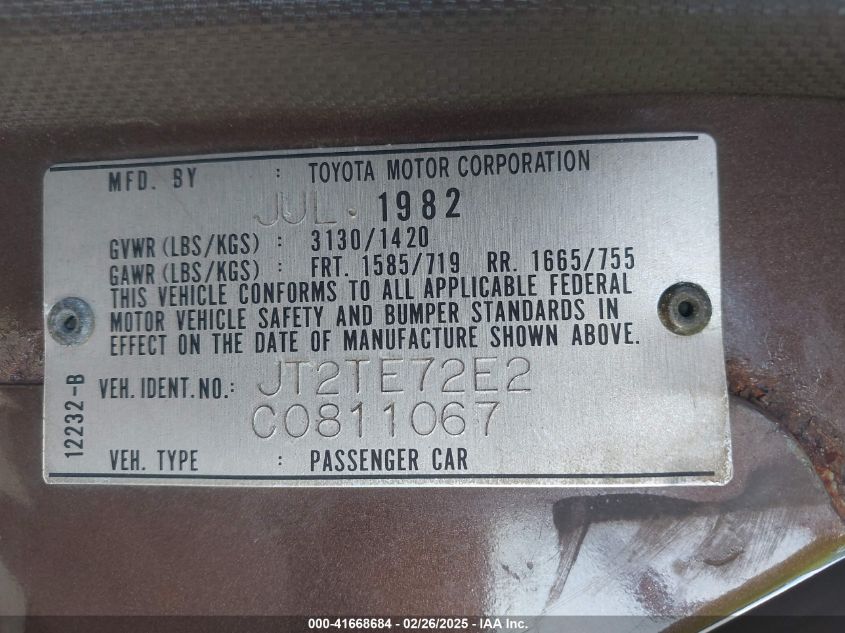 MFD. BY : TOYOTA MOTOR CORPORATION
JUL. 1982
GVWR (LBS/KGS) : 3130/1420
GAWR (LBS/KGS) : FRT. 1585/719 RR. 1665/755
THIS VEHICLE CONFORMS TO ALL APPLICABLE FEDERAL
MOTOR VEHICLE SAFETY AND BUMPER STANDARDS IN
EFFECT ON THE DATE OF MANUFACTURE SHOWN ABOVE.
VEH. IDENT.NO.: JT2TE72E2
C0811067
VEH. TYPE : PASSENGER CAR
12232-B
000-41668684 - 02/26/2025 - IAA Inc.